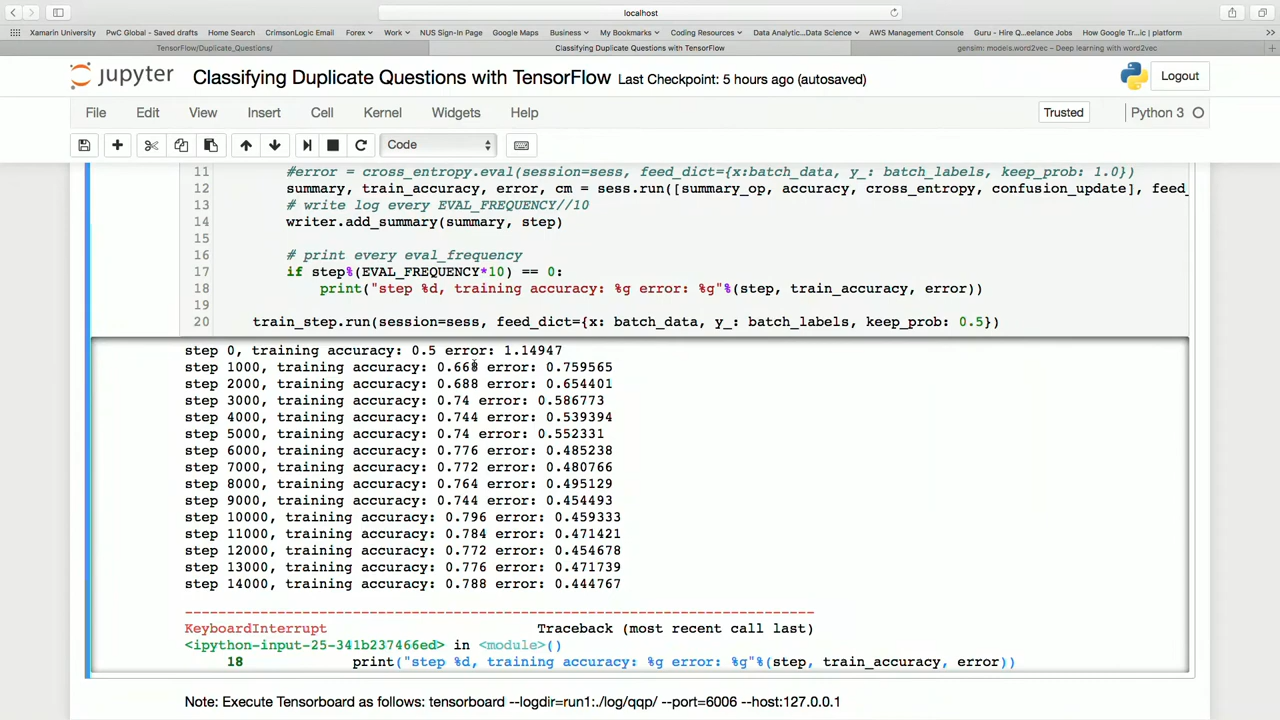 localhost
Xamarin University PwC Global - Saved drafts Home Search CrimsonLogic Email Forex Work NUS Sign-In Page Google Maps Business My Bookmarks Coding Resources Data Analytic...Data Science AWS Management Console Guru - Hire Q...eelance Jobs How Google Tr...ic | platform
TensorFlow/Duplicate_Questions/ Classifying Duplicate Questions with TensorFlow gensim: models.word2vec – Deep learning with word2vec
jupyter Classifying Duplicate Questions with TensorFlow Last Checkpoint: 5 hours ago (autosaved) Logout
File Edit View Insert Cell Kernel Widgets Help Trusted Python 3
Code
11 #error = cross_entropy.eval(session=sess, feed_dict={x:batch_data, y_: batch_labels, keep_prob: 1.0})
12 summary, train_accuracy, error, cm = sess.run([summary_op, accuracy, cross_entropy, confusion_update], feed_
13 # write log every EVAL_FREQUENCY//10
14 writer.add_summary(summary, step)
15
16 # print every eval_frequency
17 if step%(EVAL_FREQUENCY*10) == 0:
18 print("step %d, training accuracy: %g error: %g"%(step, train_accuracy, error))
19
20 train_step.run(session=sess, feed_dict={x: batch_data, y_: batch_labels, keep_prob: 0.5})
step 0, training accuracy: 0.5 error: 1.14947
step 1000, training accuracy: 0.668 error: 0.759565
step 2000, training accuracy: 0.688 error: 0.654401
step 3000, training accuracy: 0.74 error: 0.586773
step 4000, training accuracy: 0.744 error: 0.539394
step 5000, training accuracy: 0.74 error: 0.552331
step 6000, training accuracy: 0.776 error: 0.485238
step 7000, training accuracy: 0.772 error: 0.480766
step 8000, training accuracy: 0.764 error: 0.495129
step 9000, training accuracy: 0.744 error: 0.454493
step 10000, training accuracy: 0.796 error: 0.459333
step 11000, training accuracy: 0.784 error: 0.471421
step 12000, training accuracy: 0.772 error: 0.454678
step 13000, training accuracy: 0.776 error: 0.471739
step 14000, training accuracy: 0.788 error: 0.444767
---------------------------------------------------------------------------
KeyboardInterrupt Traceback (most recent call last)
<ipython-input-25-341b237466ed> in <module>()
18 print("step %d, training accuracy: %g error: %g"%(step, train_accuracy, error))
Note: Execute Tensorboard as follows: tensorboard --logdir=run1:./log/qqp/ --port=6006 --host:127.0.0.1